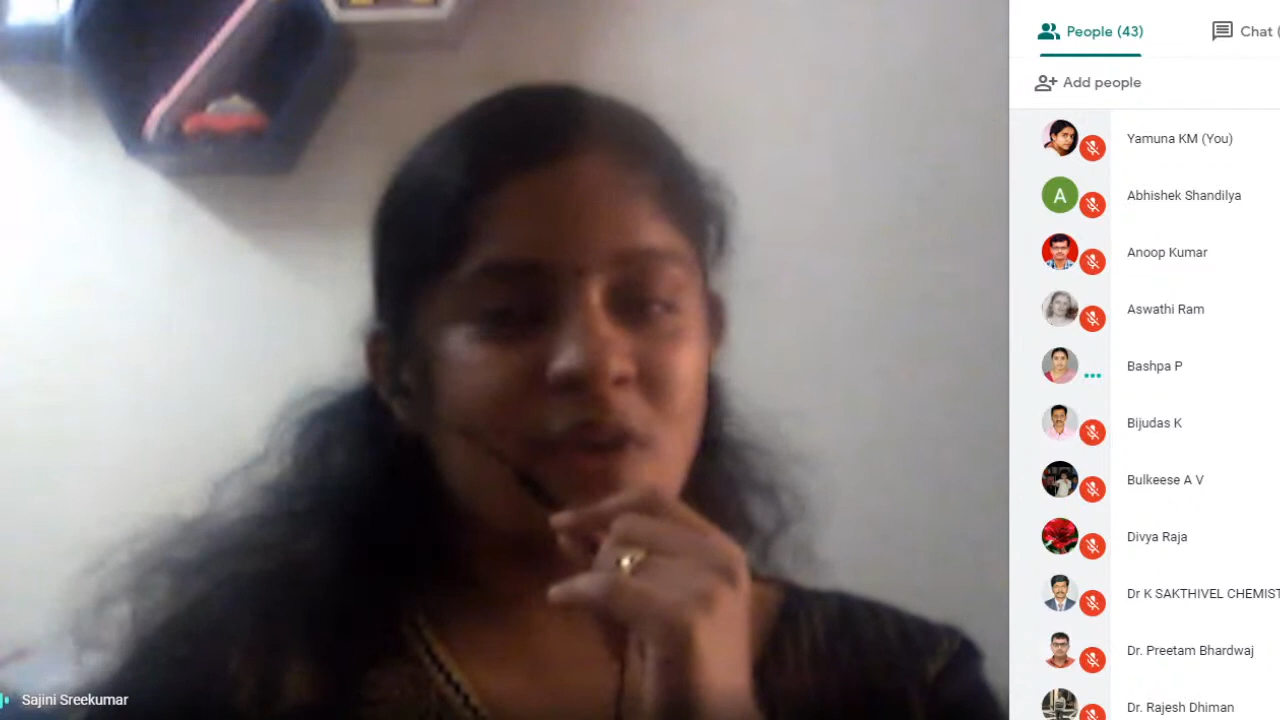 People (43)
Chat (
Add people
Yamuna KM (You)
Abhishek Shandilya
Anoop Kumar
Aswathi Ram
Bashpa P
Bijudas K
Bulkeese A V
Divya Raja
Dr K SAKTHIVEL CHEMIST
Dr. Preetam Bhardwaj
Dr. Rajesh Dhiman
Sajini Sreekumar
A